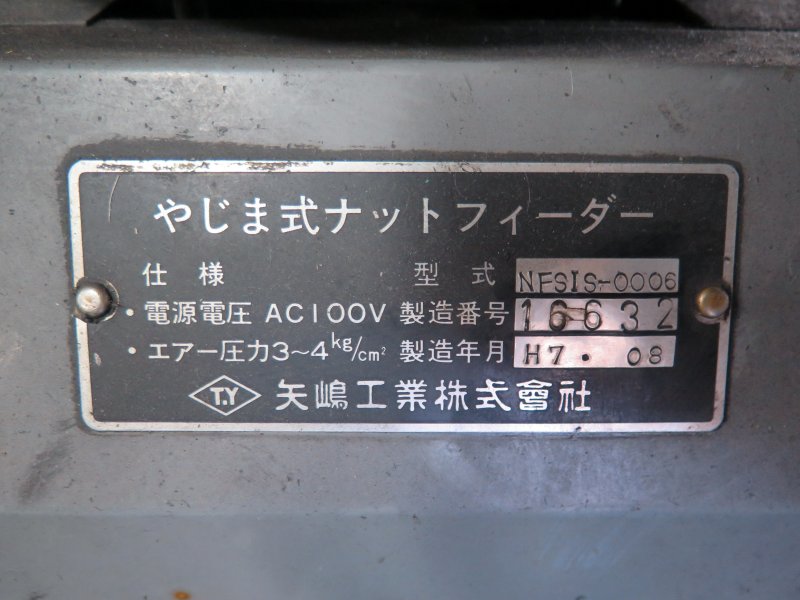 やじま式ナットフィーダー
仕様 型式 NFSIS-0006
・電源電圧 AC100V 製造番号 16632
・エアー圧力3~4kg/cm² 製造年月 H7.08
T.Y 矢嶋工業株式會社